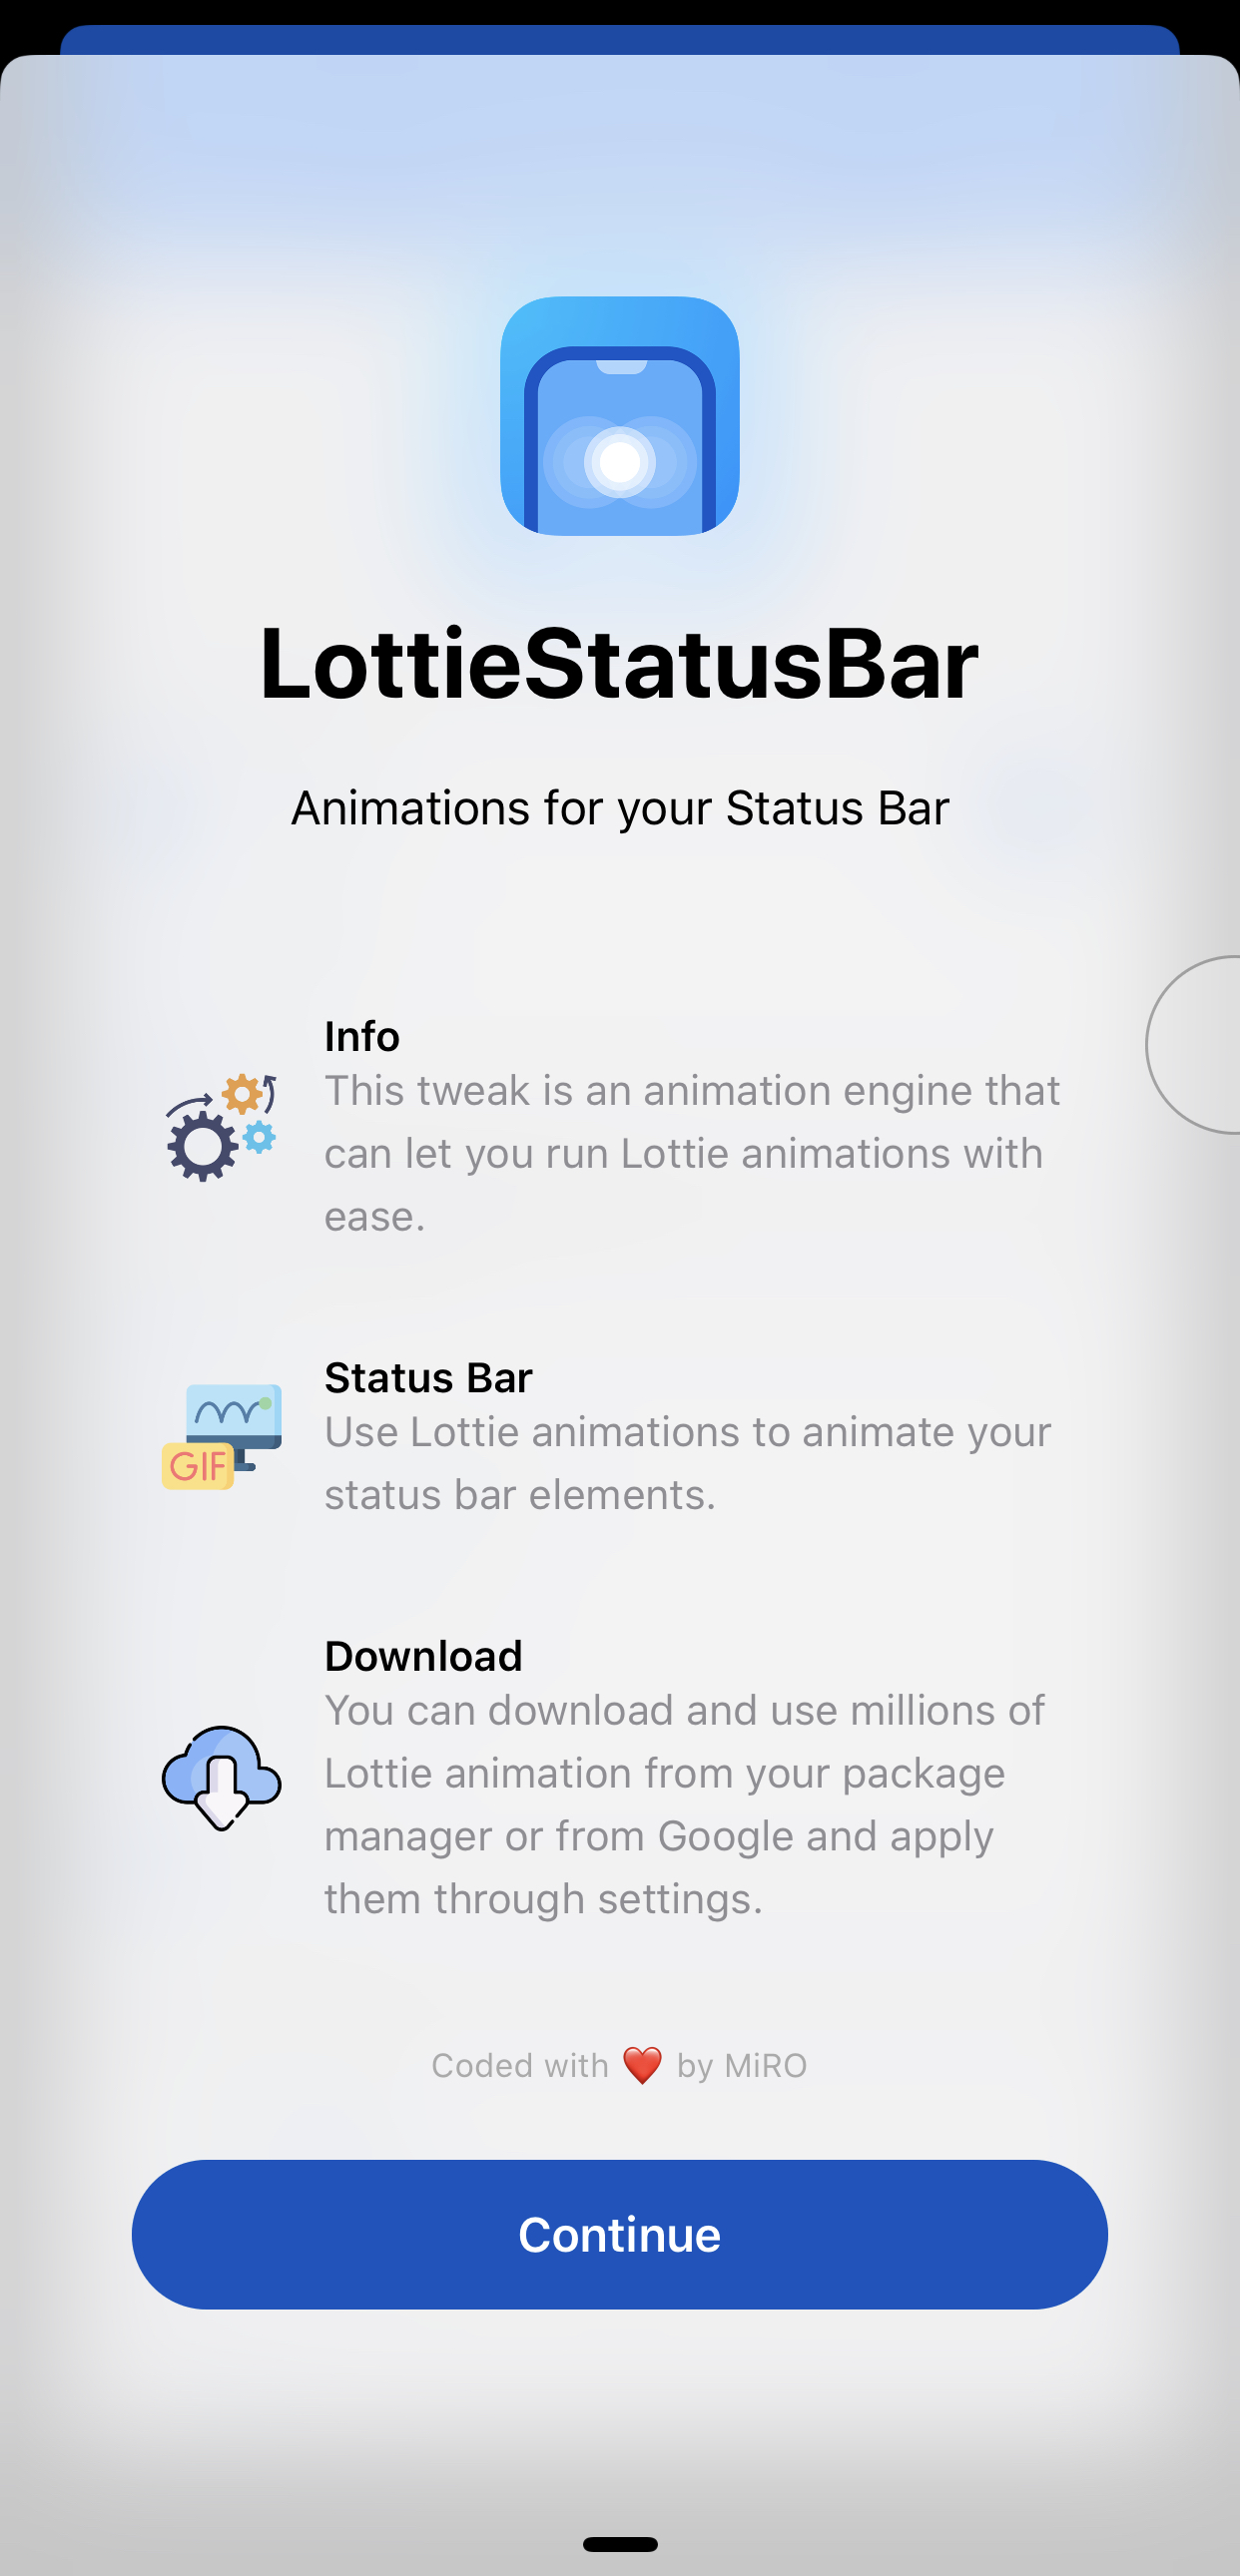 LottieStatusBar
Animations for your Status Bar
Info
This tweak is an animation engine that
can let you run Lottie animations with
ease.
Status Bar
Use Lottie animations to animate your
status bar elements.
GIF
Download
You can download and use millions of
Lottie animation from your package
manager or from Google and apply
them through settings.
Coded with ❤️ by MiRO
Continue